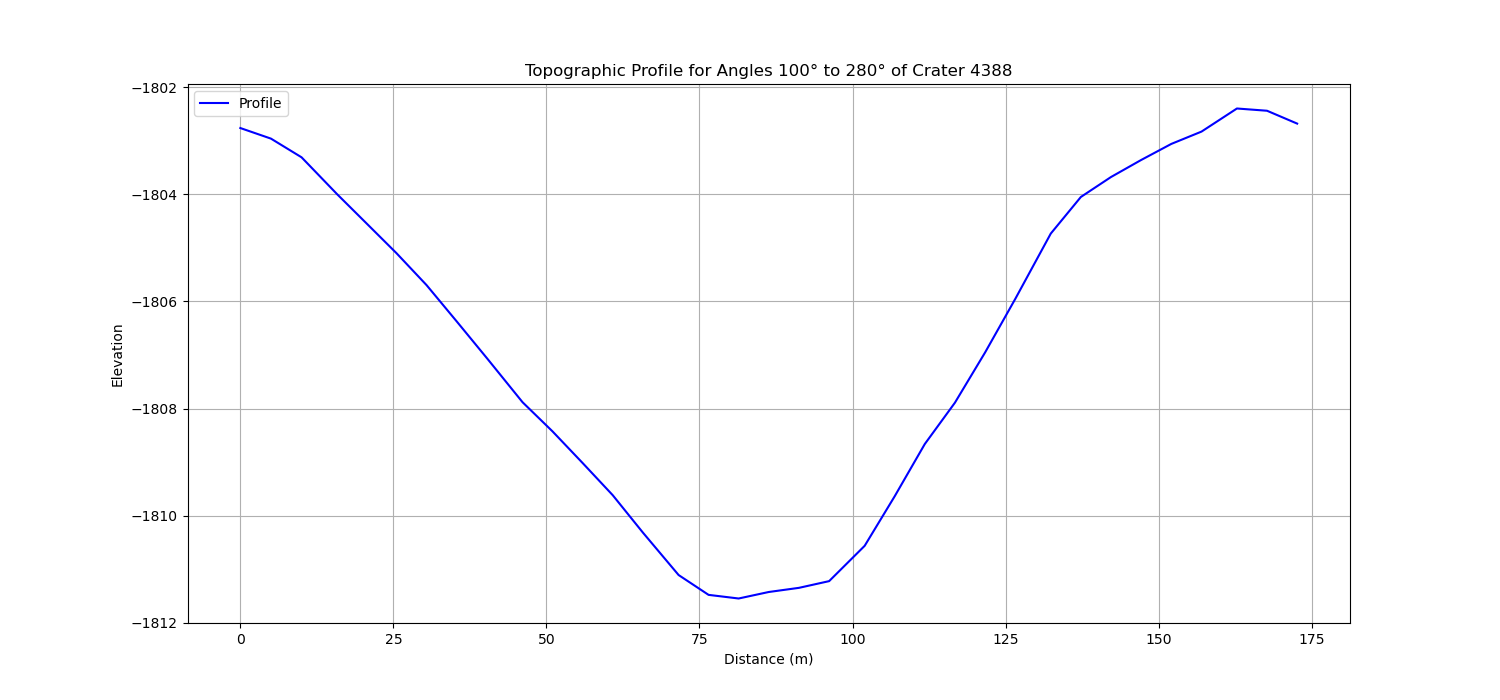 Topographic Profile for Angles 100° to 280° of Crater 4388
Profile
−1802
−1804
−1806
−1808
−1810
−1812
Elevation
0 25 50 75 100 125 150 175
Distance (m)